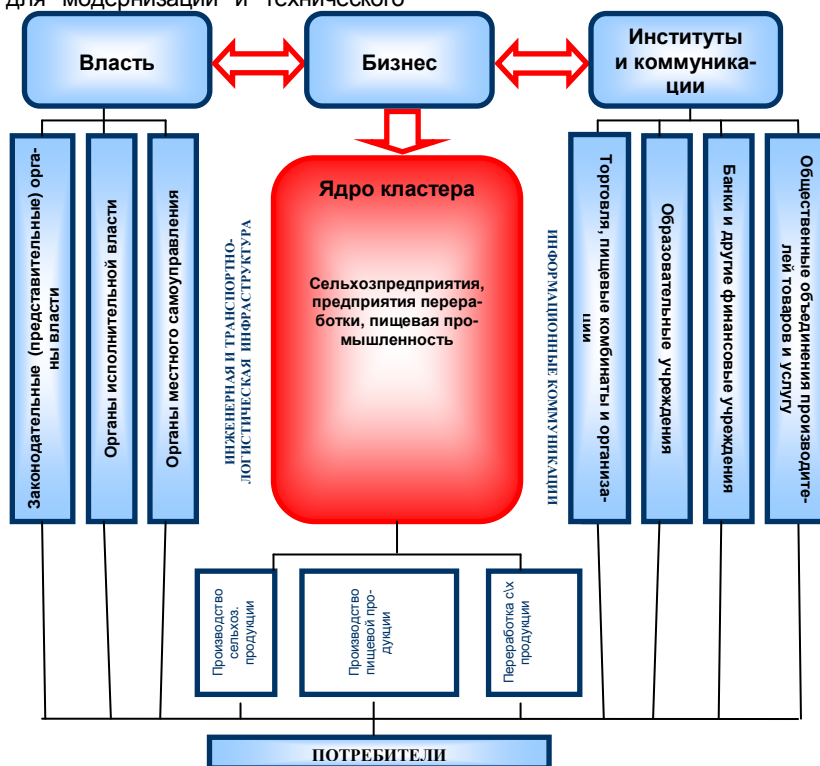 для модернизации и технического
Власть
Бизнес
Институты
и коммуника-
ции
Законодательные (представительные) орга-
ны власти
Органы исполнительной власти
Органы местного самоуправления
ИНЖЕНЕРНАЯ И ТРАНСПОРТНО-
ЛОГИСТИЧЕСКАЯ ИНФРАСТРУКТУРА
Ядро кластера
Сельхозпредприятия,
предприятия перера-
ботки, пищевая про-
мышленность
ИНФОРМАЦИОННЫЕ КОММУНИКАЦИИ
Торговля, пищевые комбинаты и организа-
ции
Образовательные учреждения
Банки и другие финансовые учреждения
Общественные объединения производите-
лей товаров и услугу
Производство
сельхоз.
продукции
Производство
пищевой про-
дукции
Переработка с\х
продукции
ПОТРЕБИТЕЛИ